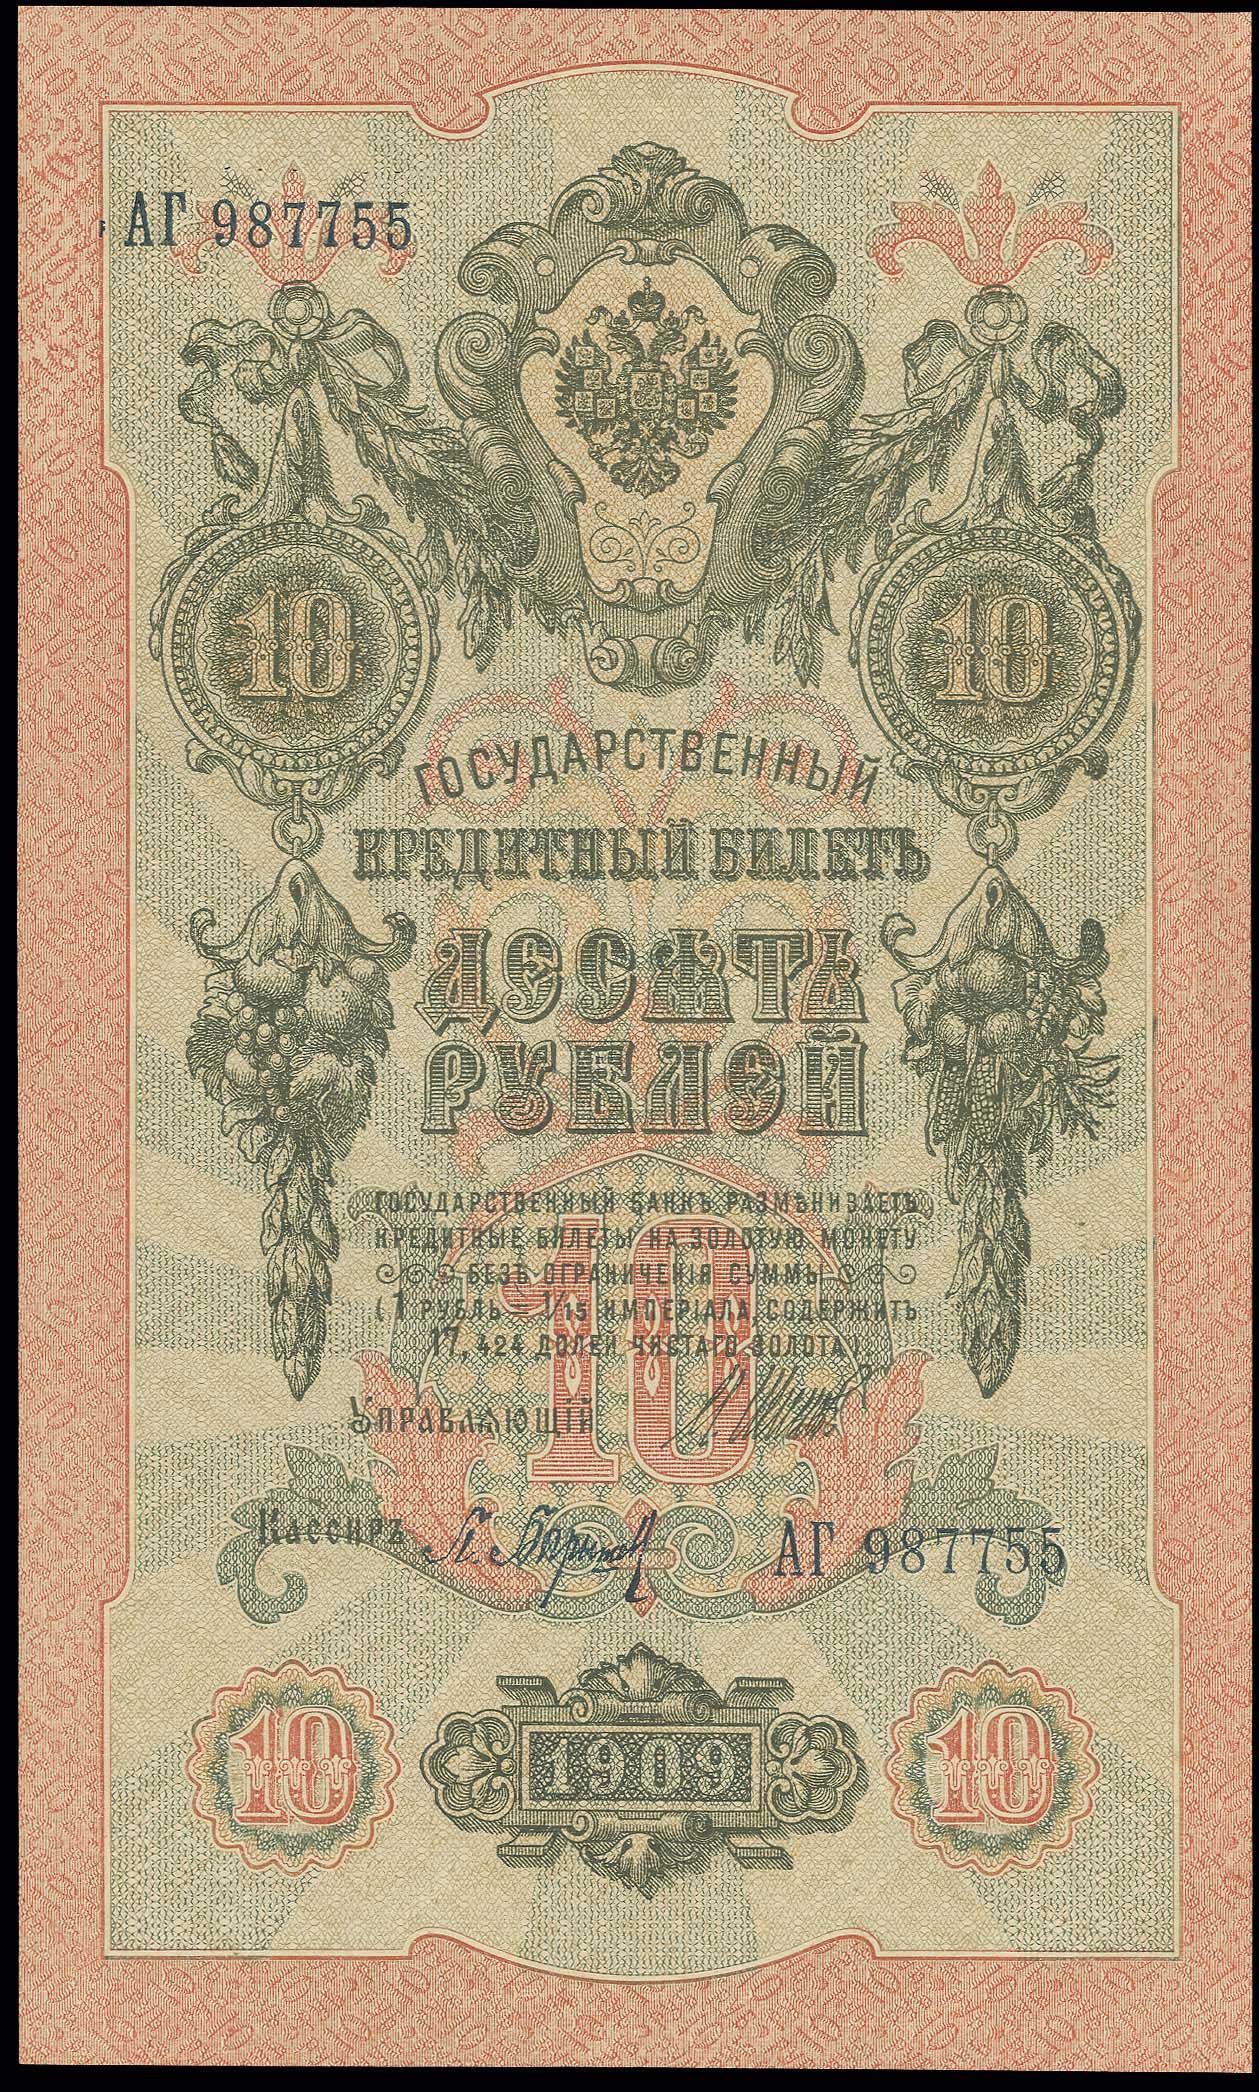 АГ 987755
10 10
ГОСУДАРСТВЕННЫЙ
КРЕДИТНЫЙ БИЛЕТЪ
ДЕСЯТЬ
РУБЛЕЙ
ГОСУДАРСТВЕННЫЙ БАНКЪ РАЗМѢНИВАЕТЪ
КРЕДИТНЫЕ БИЛЕТЫ НА ЗОЛОТУЮ МОНЕТУ
БЕЗЪ ОГРАНИЧЕНІЯ СУММЫ
(1 РУБЛЬ = 1/15 ИМПЕРІАЛА, СОДЕРЖИТЪ
17,424 ДОЛЕЙ ЧИСТАГО ЗОЛОТА)
10
УПРАВЛЯЮЩІЙ
КАССИРЪ
АГ 987755
10 1909 10